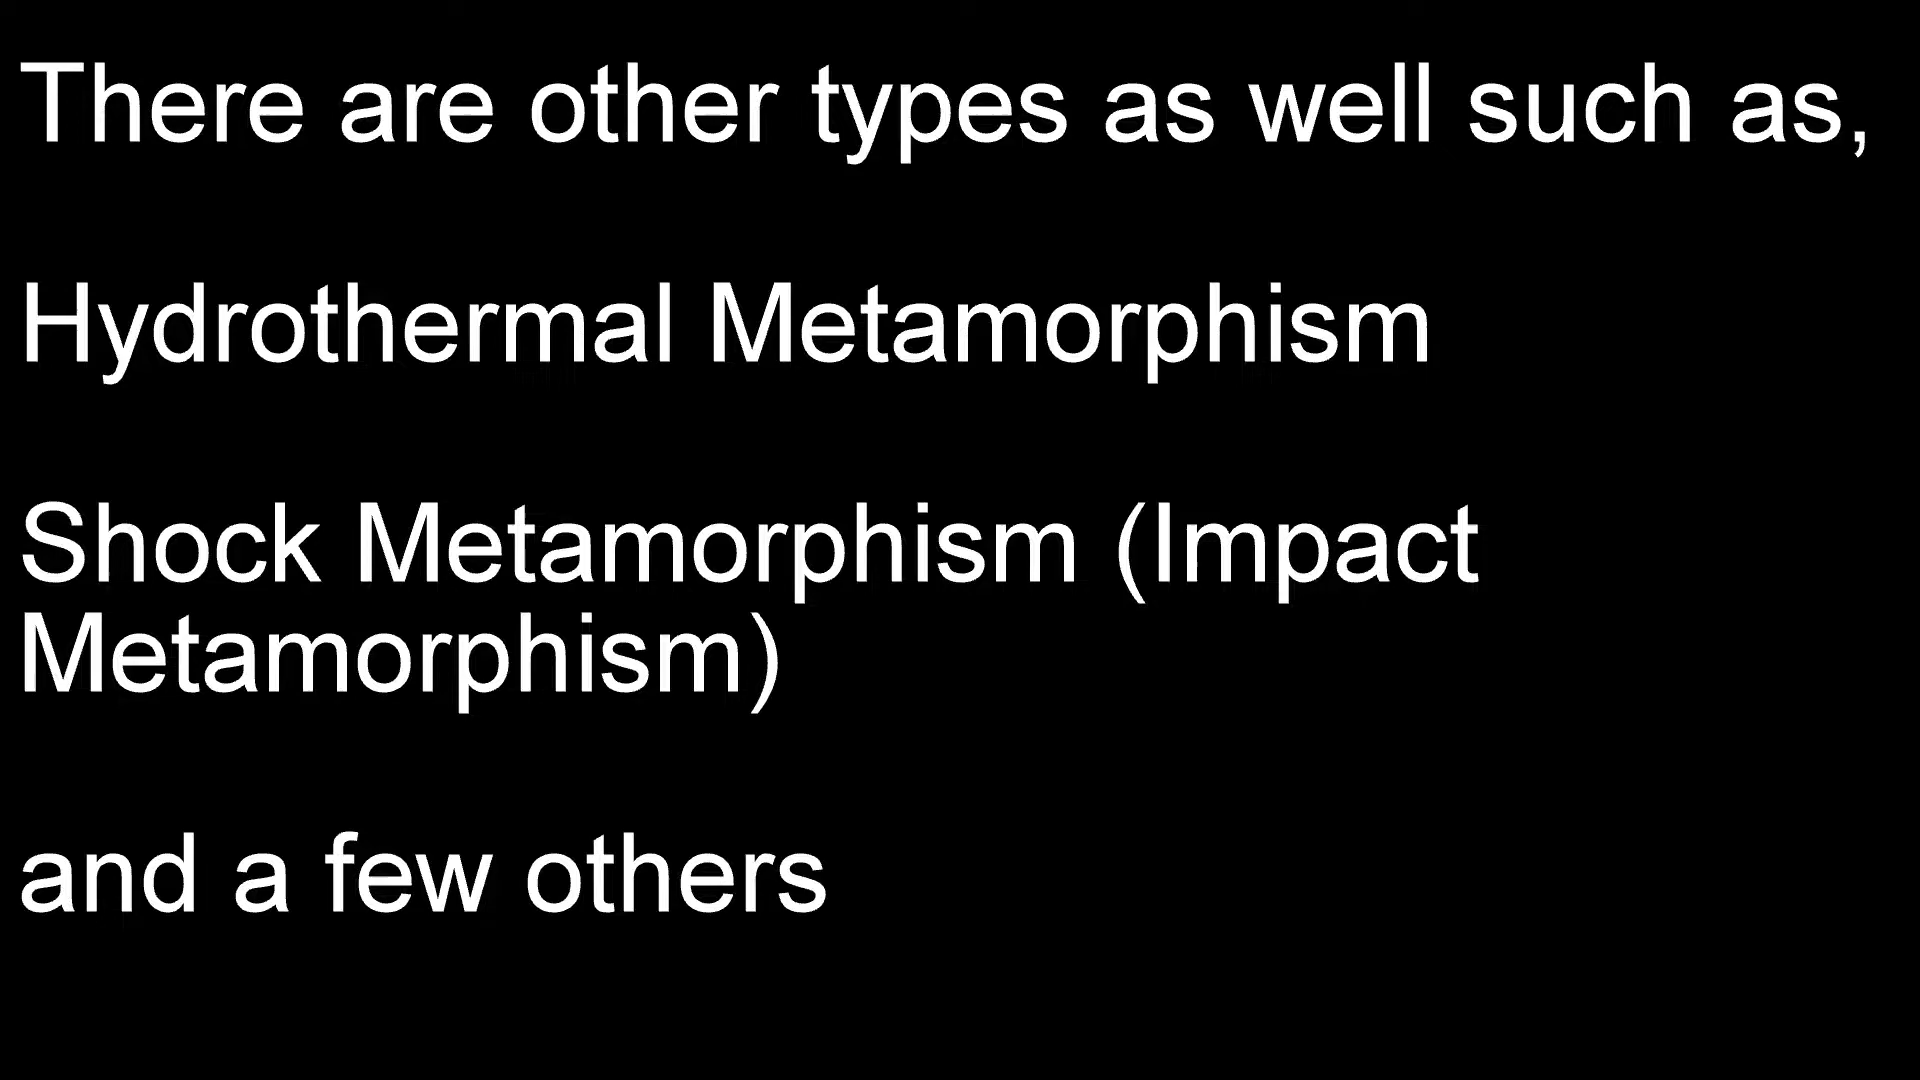 There are other types as well such as,
Hydrothermal Metamorphism
Shock Metamorphism (Impact
Metamorphism)
and a few others